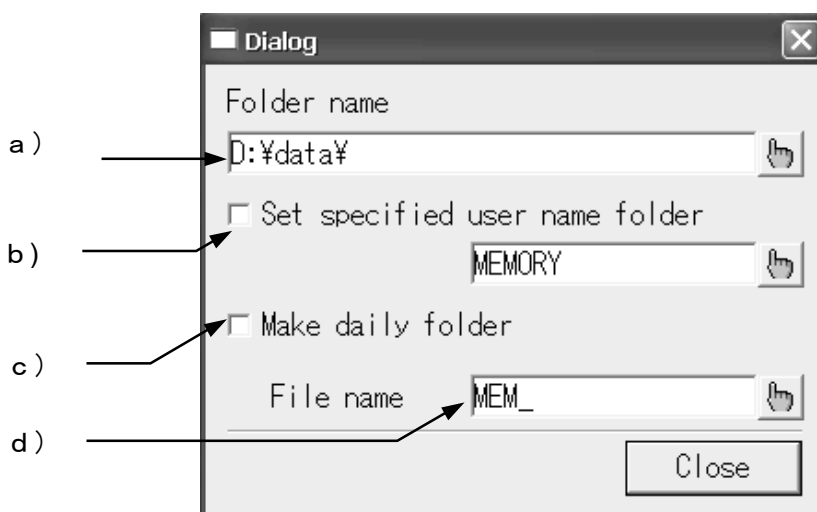 Dialog
Folder name
a)
D:¥data¥
Set specified user name folder
b)
MEMORY
Make daily folder
c)
File name MEM_
d)
Close